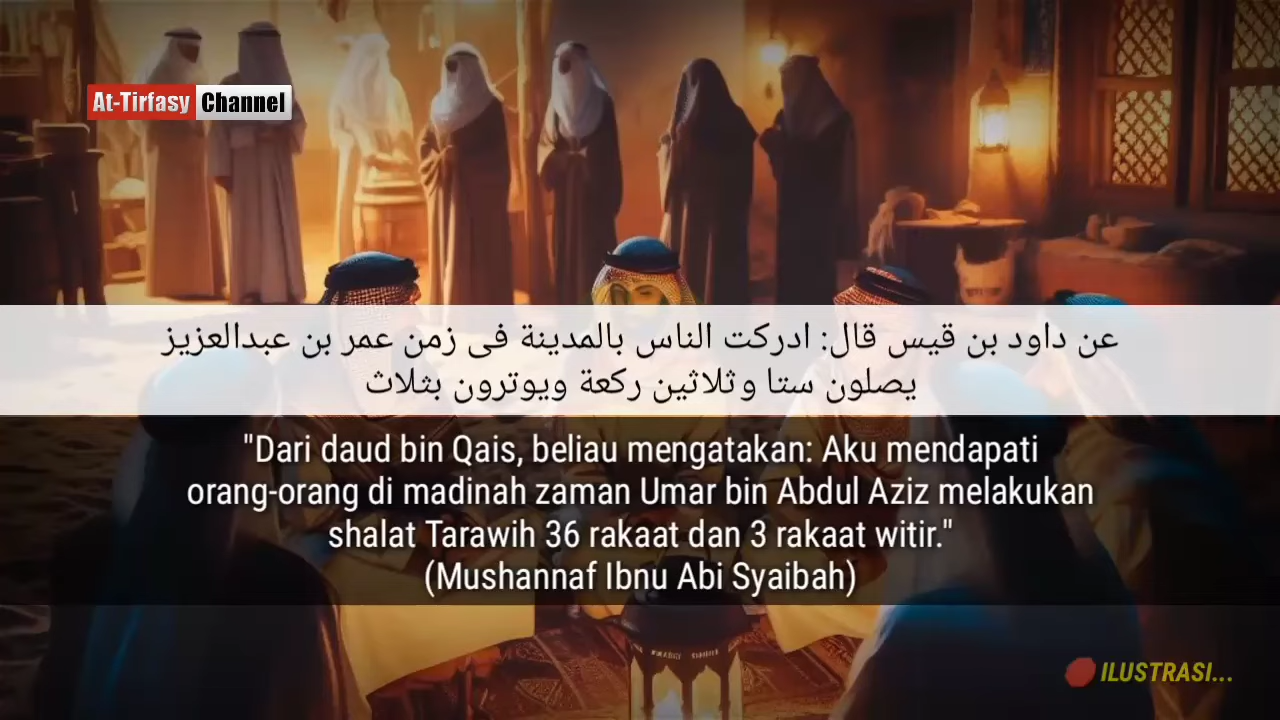 At-Tirfasy Channel
عن داود بن قيس قال: ادركت الناس بالمدينة فى زمن عمر بن عبدالعزيز
يصلون ستا وثلاثين ركعة ويوترون بثلاث
"Dari daud bin Qais, beliau mengatakan: Aku mendapati
orang-orang di madinah zaman Umar bin Abdul Aziz melakukan
shalat Tarawih 36 rakaat dan 3 rakaat witir."
(Mushannaf Ibnu Abi Syaibah)
ILUSTRASI...